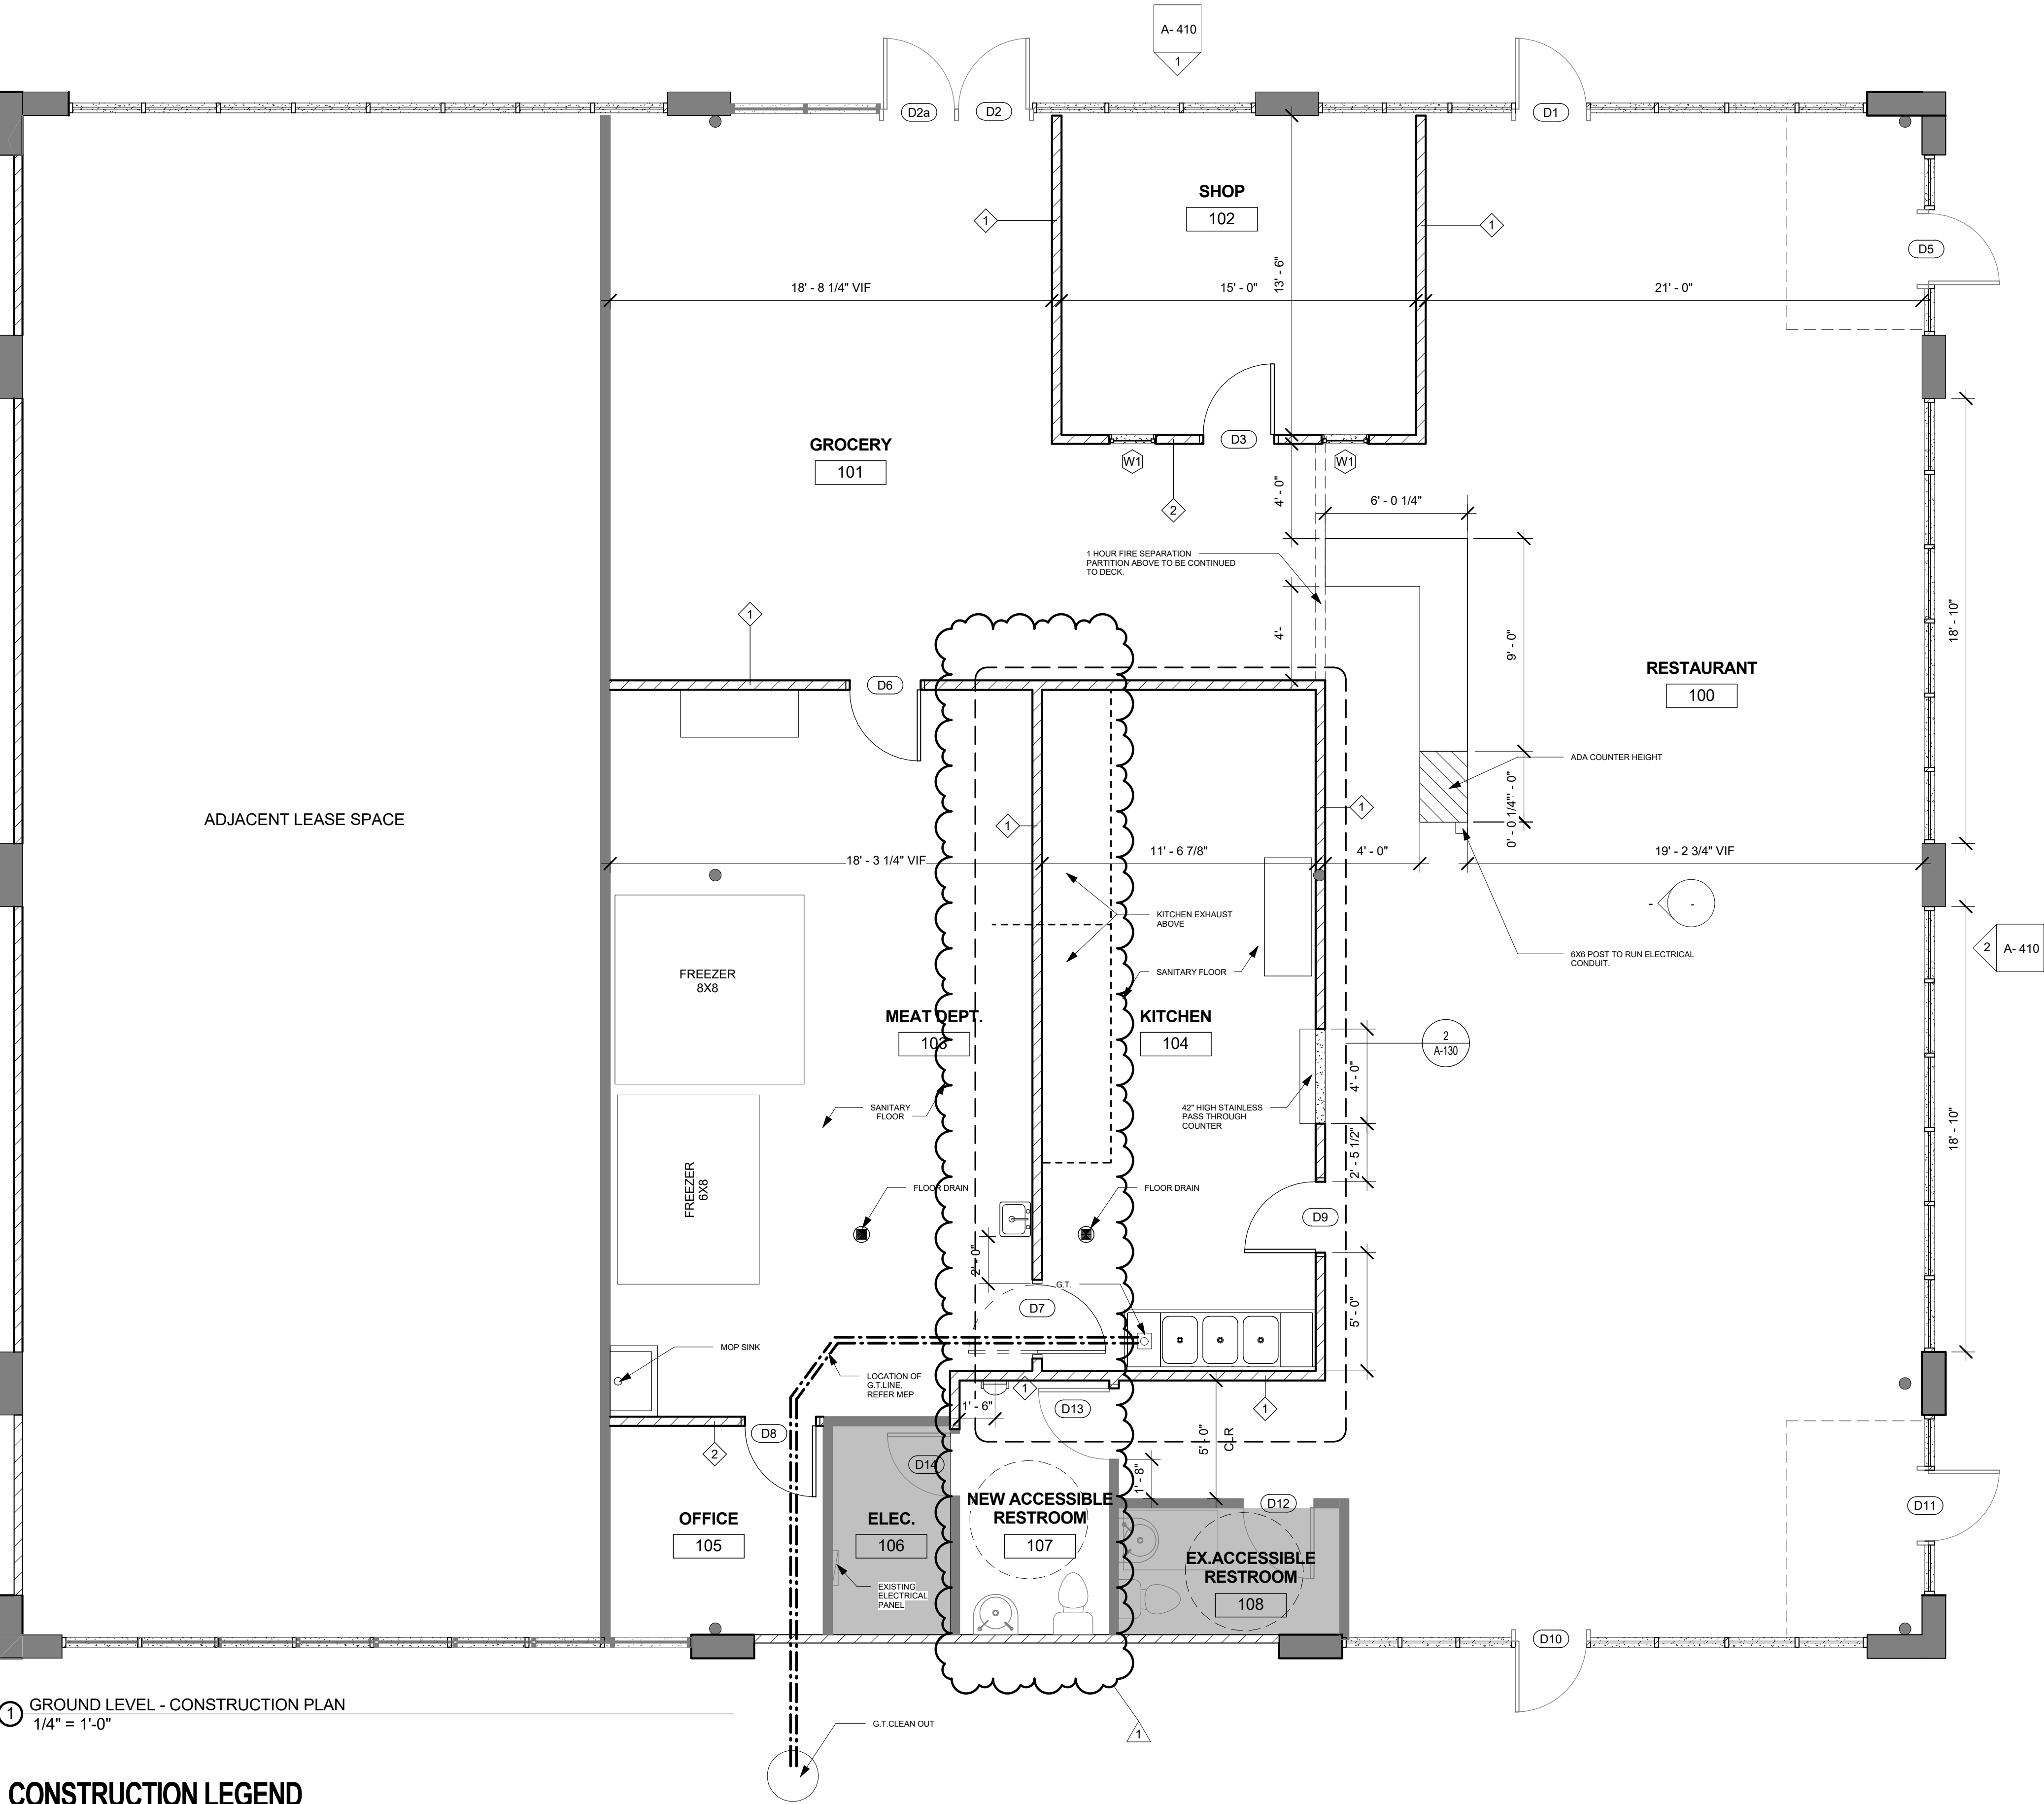 A- 410
1
D2a
D2
D1
SHOP
102
1
1
D5
18' - 8 1/4" VIF
15' - 0"
13' - 6"
21' - 0"
GROCERY
101
D3
W1
W1
2
4' - 0"
6' - 0 1/4"
1 HOUR FIRE SEPARATION
PARTITION ABOVE TO BE CONTINUED
TO DECK.
1
4'-
9' - 0"
18' - 10"
RESTAURANT
100
D6
ADA COUNTER HEIGHT
ADJACENT LEASE SPACE
1
1
0' - 0 1/4"
18' - 3 1/4" VIF
11' - 6 7/8"
4' - 0"
19' - 2 3/4" VIF
KITCHEN EXHAUST
ABOVE
-
-
6X6 POST TO RUN ELECTRICAL
CONDUIT.
2
A- 410
FREEZER
8X8
SANITARY FLOOR
MEAT DEPT.
103
KITCHEN
104
2
A-130
4' - 0"
SANITARY
FLOOR
42" HIGH STAINLESS
PASS THROUGH
COUNTER
2' - 5 1/2"
18' - 10"
FREEZER
6X8
FLOOR DRAIN
FLOOR DRAIN
D9
2' - 0"
G.T.
D7
5' - 0"
MOP SINK
LOCATION OF
G.T.LINE,
REFER MEP
1
1' - 6"
D13
1
D8
2
D14
5' - 0"
CLR
1' - 8"
NEW ACCESSIBLE
RESTROOM
107
D12
D11
OFFICE
105
ELEC.
106
EX.ACCESSIBLE
RESTROOM
108
EXISTING
ELECTRICAL
PANEL
D10
1
GROUND LEVEL - CONSTRUCTION PLAN
1/4" = 1'-0"
G.T.CLEAN OUT
1
CONSTRUCTION LEGEND